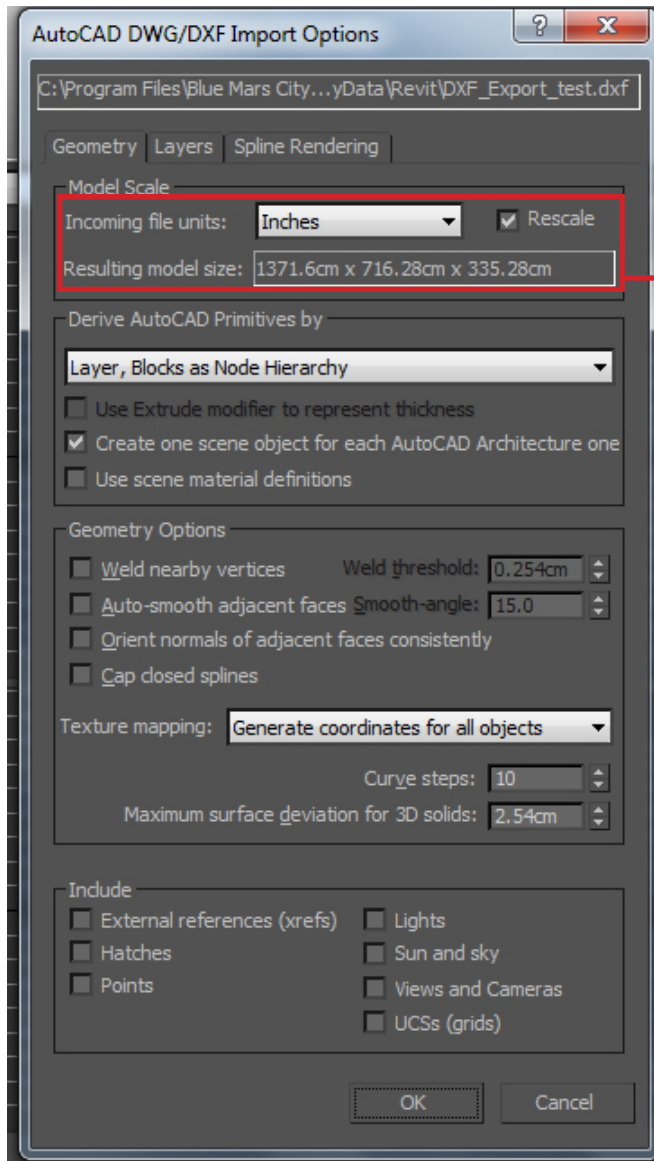 AutoCAD DWG/DXF Import Options
C:\Program Files\Blue Mars City...yData\Revit\DXF_Export_test.dxf
Geometry Layers Spline Rendering
Model Scale
Incoming file units: Inches Rescale
Resulting model size: 1371.6cm x 716.28cm x 335.28cm
Derive AutoCAD Primitives by
Layer, Blocks as Node Hierarchy
Use Extrude modifier to represent thickness
Create one scene object for each AutoCAD Architecture one
Use scene material definitions
Geometry Options
Weld nearby vertices Weld threshold: 0.254cm
Auto-smooth adjacent faces Smooth-angle: 15.0
Orient normals of adjacent faces consistently
Cap closed splines
Texture mapping: Generate coordinates for all objects
Curve steps: 10
Maximum surface deviation for 3D solids: 2.54cm
Include
External references (xrefs) Lights
Hatches Sun and sky
Points Views and Cameras
UCSs (grids)
OK Cancel